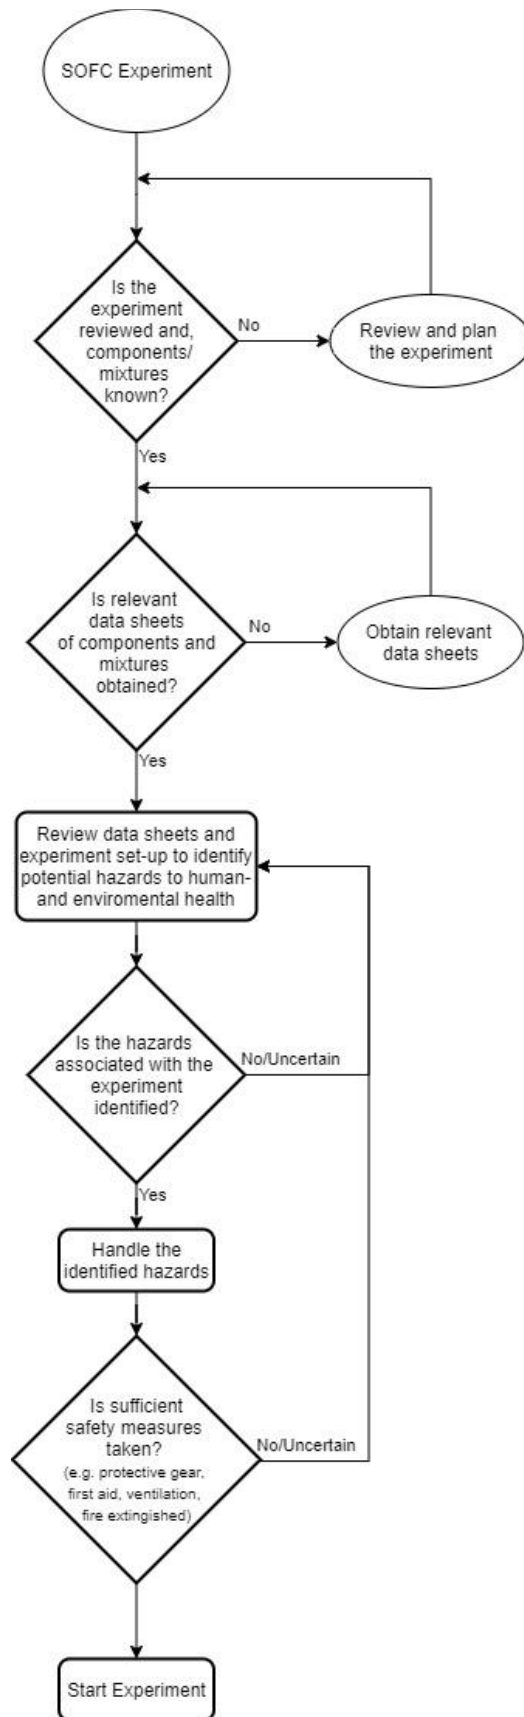 SOFC Experiment
Is the
experiment
reviewed and,
components/
mixtures
known?
No
Review and plan
the experiment
Yes
Is relevant
data sheets
of components and
mixtures
obtained?
No
Obtain relevant
data sheets
Yes
Review data sheets and
experiment set-up to identify
potential hazards to human-
and enviromental health
Is the hazards
associated with the
experiment
identified?
No/Uncertain
Yes
Handle the
identified hazards
Is sufficient
safety measures
taken?
(e.g. protective gear,
first aid, ventilation,
fire extingished)
No/Uncertain
Start Experiment